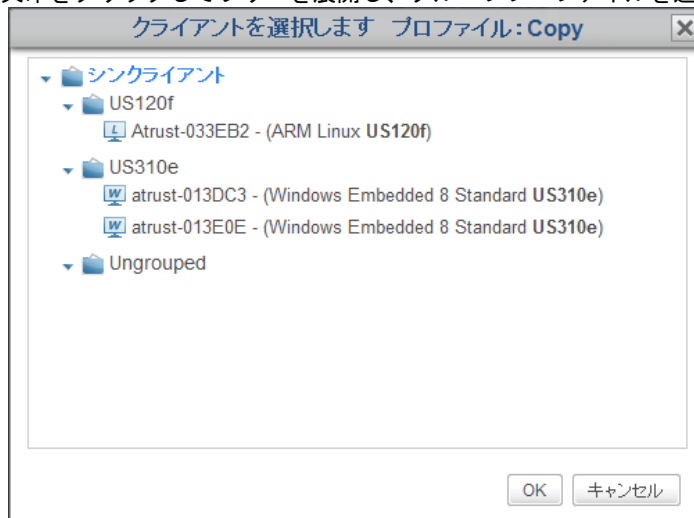 クライアントを選択します プロファイル:Copy
シンクライアント
US120f
Atrust-033EB2 - (ARM Linux US120f)
US310e
atrust-013DC3 - (Windows Embedded 8 Standard US310e)
atrust-013E0E - (Windows Embedded 8 Standard US310e)
Ungrouped
OK キャンセル